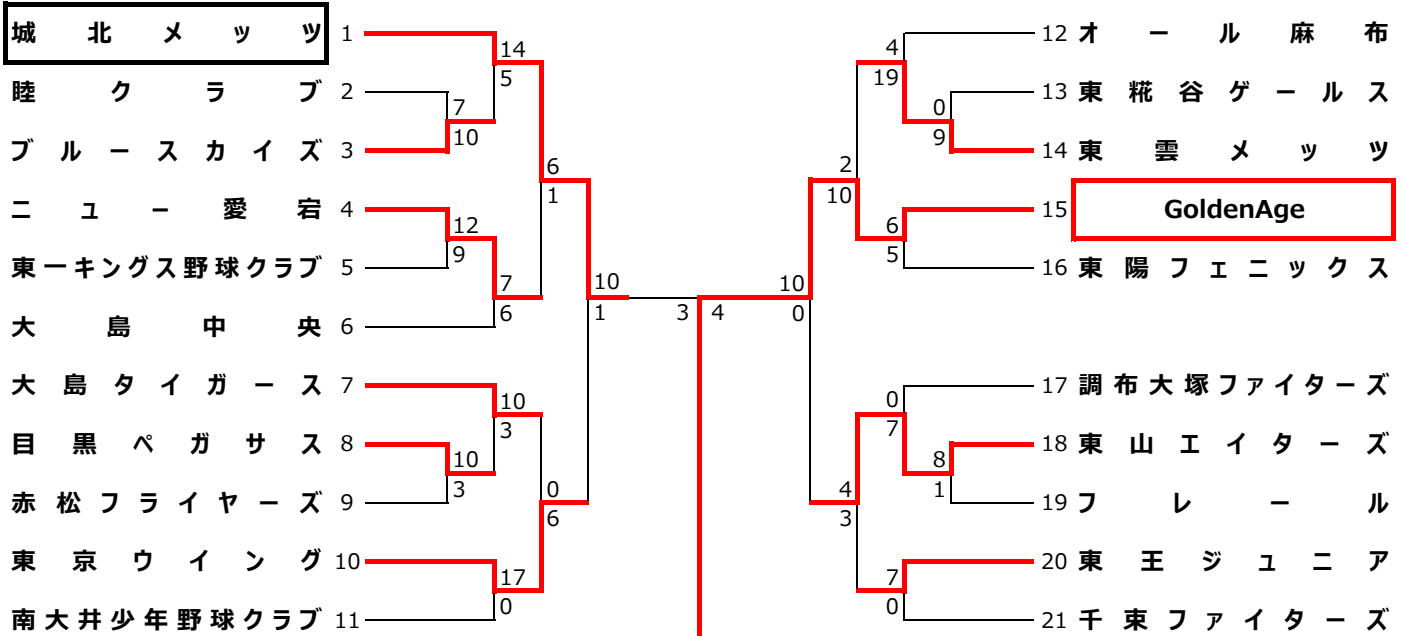 城北メッツ 1
14
5
睦クラブ 2
7
10
ブルースカイズ 3
6
1
ニュー愛宕 4
12
9
東一キングス野球クラブ 5
7
6
大島中央 6
10
1
大島タイガース 7
10
3
目黒ペガサス 8
10
3
赤松フライヤーズ 9
0
6
東京ウイング 10
17
0
南大井少年野球クラブ 11
3 4
12 オール麻布
4
19
13 東糀谷ゲールス
0
9
14 東雲メッツ
2
10
15 GoldenAge
6
5
16 東陽フェニックス
10
0
17 調布大塚ファイターズ
0
7
18 東山エイターズ
8
1
19 フレール
4
3
20 東王ジュニア
7
0
21 千束ファイターズ